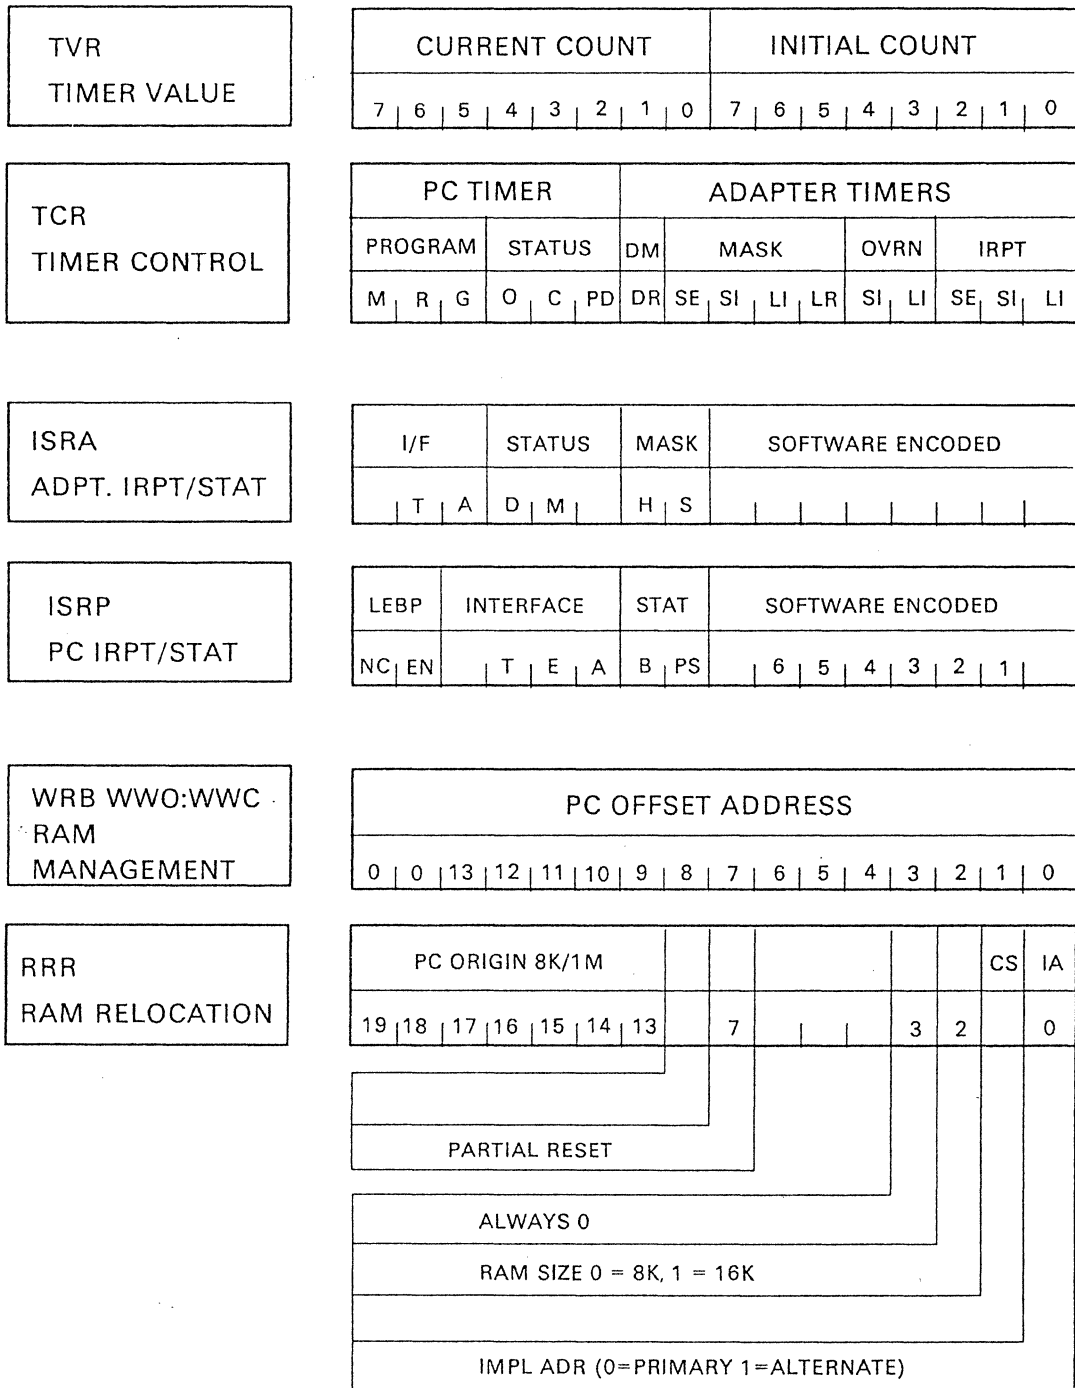 TVR
TIMER VALUE
CURRENT COUNT INITIAL COUNT
7 6 5 4 3 2 1 0 7 6 5 4 3 2 1 0
TCR
TIMER CONTROL
PC TIMER ADAPTER TIMERS
PROGRAM STATUS DM MASK OVRN IRPT
M R G O C PD DR SE SI LI LR SI LI SE SI LI
ISRA
ADPT. IRPT/STAT
I/F STATUS MASK SOFTWARE ENCODED
T A D M H S
ISRP
PC IRPT/STAT
LEBP INTERFACE STAT SOFTWARE ENCODED
NC EN T E A B PS 6 5 4 3 2 1
WRB WWO:WWC
RAM
MANAGEMENT
PC OFFSET ADDRESS
0 0 13 12 11 10 9 8 7 6 5 4 3 2 1 0
RRR
RAM RELOCATION
PC ORIGIN 8K/1M CS IA
19 18 17 16 15 14 13 7 3 2 0
PARTIAL RESET
ALWAYS 0
RAM SIZE 0 = 8K, 1 = 16K
IMPL ADR (0=PRIMARY 1=ALTERNATE)